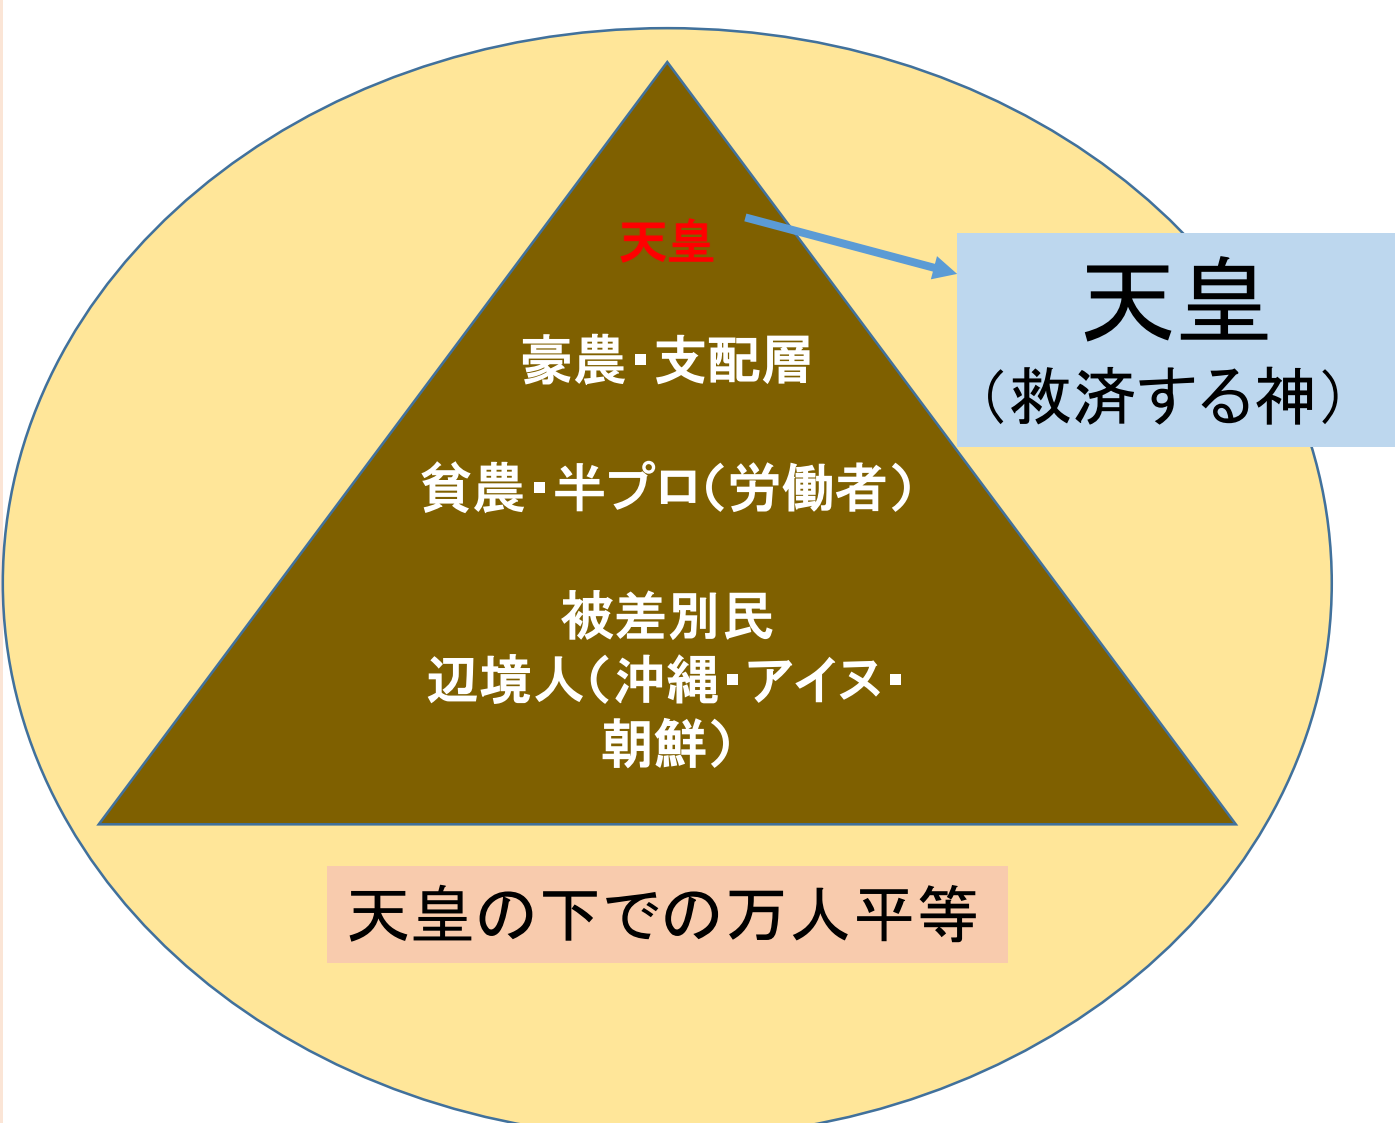 天皇
豪農・支配層
貧農・半プロ（労働者）
被差別民
辺境人（沖縄・アイヌ・
朝鮮）
天皇
（救済する神）
天皇の下での万人平等